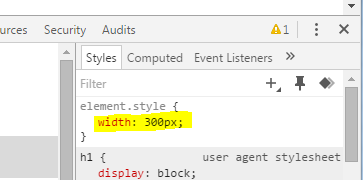 urces Security Audits 1
Styles Computed Event Listeners »
Filter
element.style {
width: 300px;
}
h1 { user agent stylesheet
display: block;